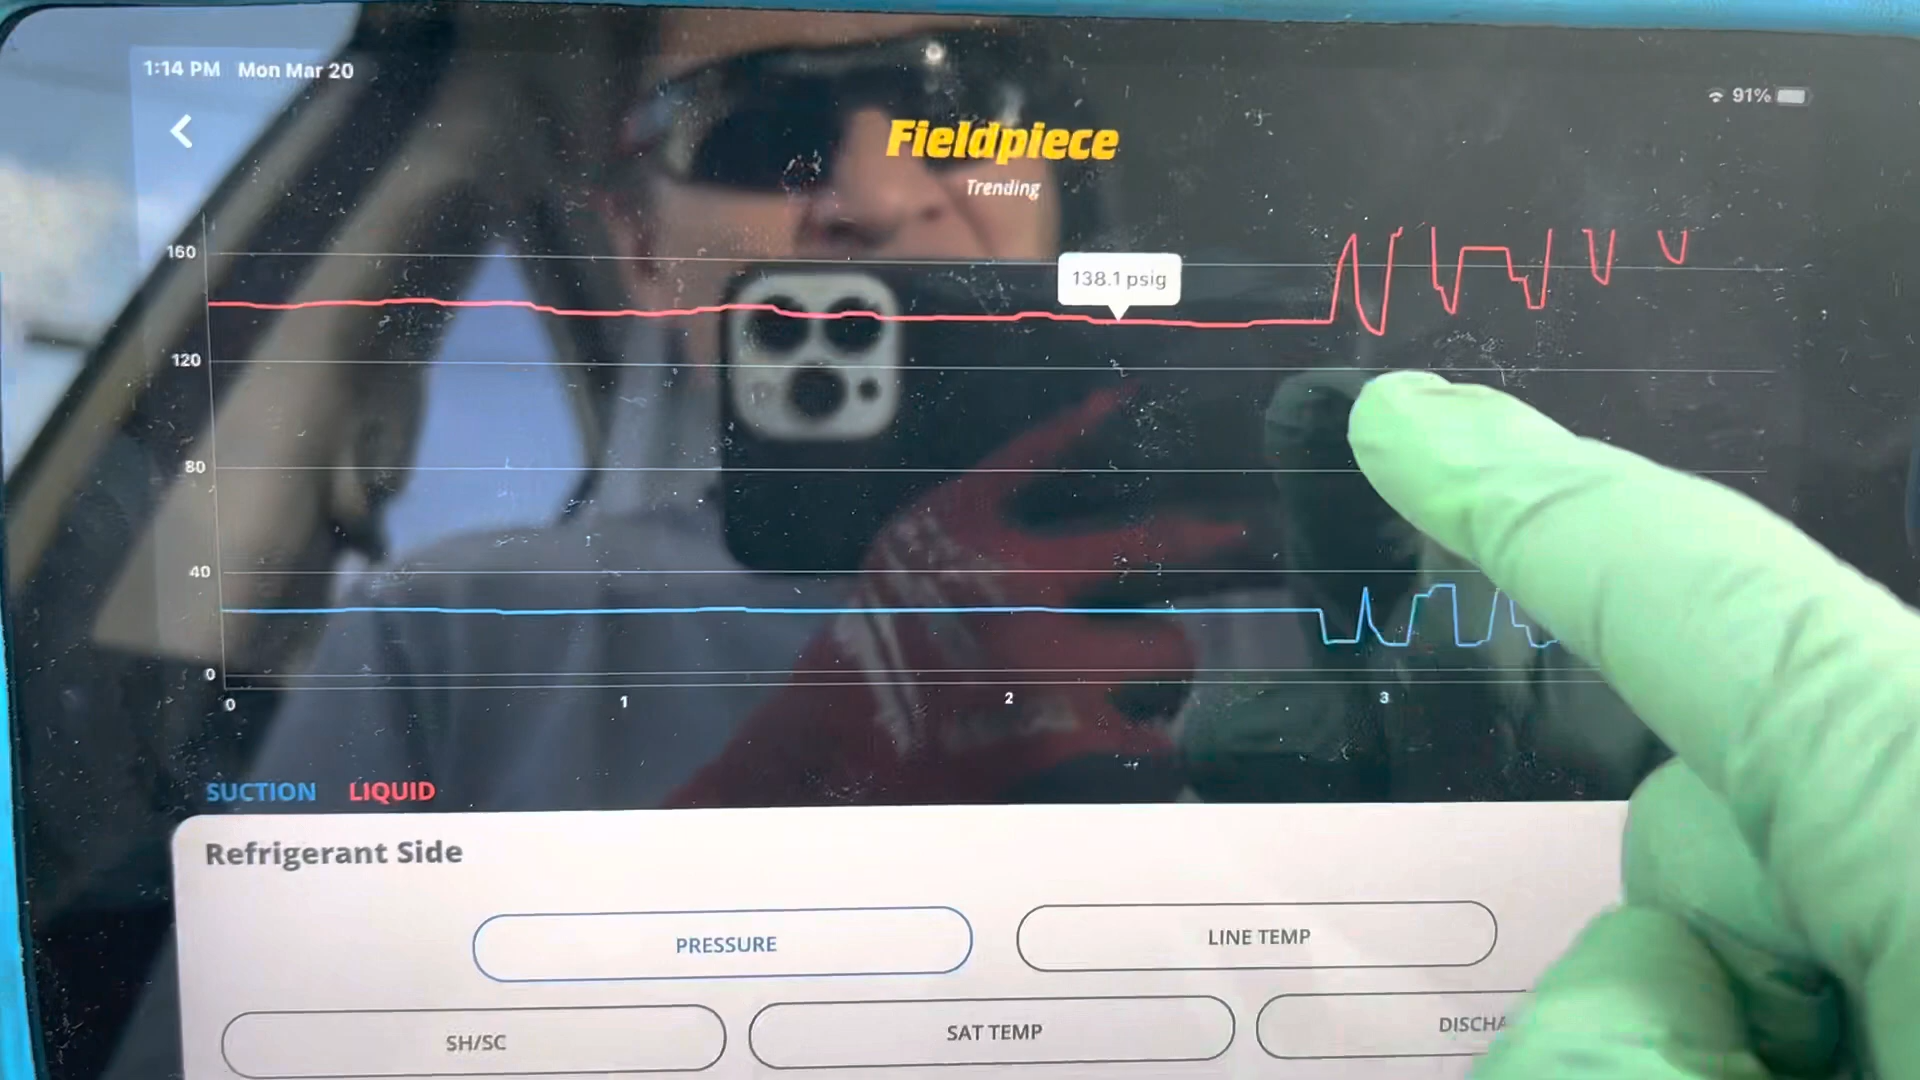 1:14 PM Mon Mar 20
91%
Fieldpiece
Trending
160
138.1 psig
120
80
40
0
0 1 2 3
SUCTION LIQUID
Refrigerant Side
PRESSURE
LINE TEMP
SH/SC
SAT TEMP